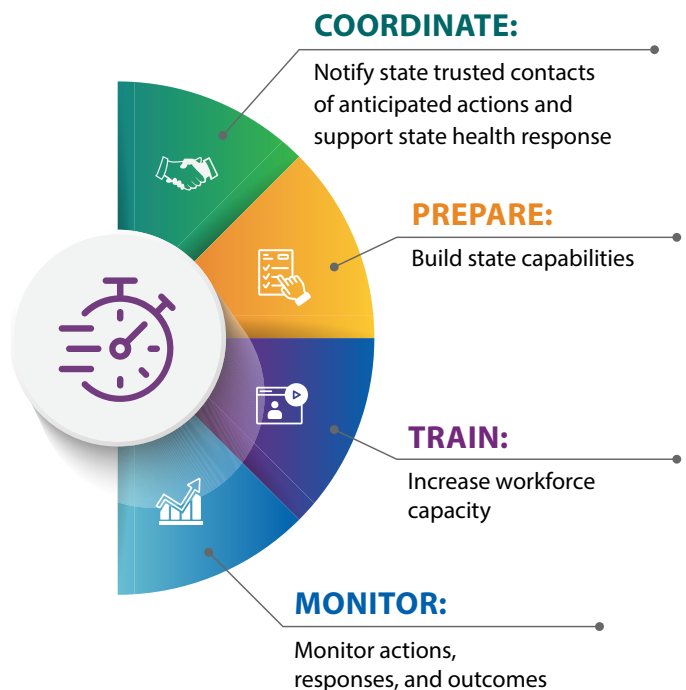 COORDINATE:
Notify state trusted contacts
of anticipated actions and
support state health response
PREPARE:
Build state capabilities
TRAIN:
Increase workforce
capacity
MONITOR:
Monitor actions,
responses, and outcomes